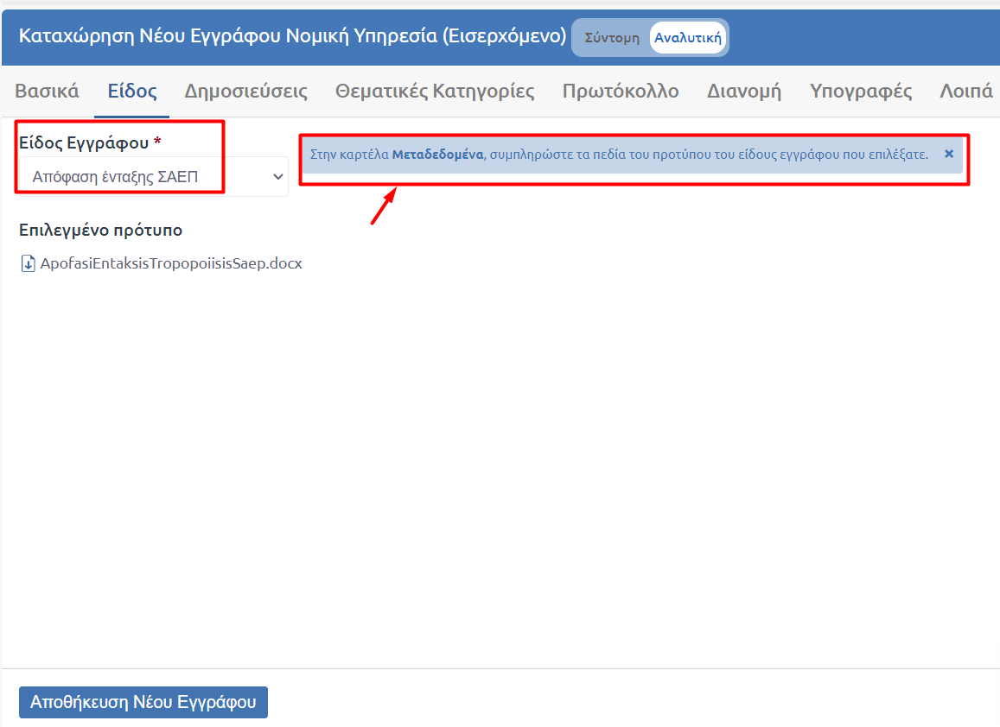 Καταχώρηση Νέου Εγγράφου Νομική Υπηρεσία (Εισερχόμενο) Σύντομη Αναλυτική
Βασικά Είδος Δημοσιεύσεις Θεματικές Κατηγορίες Πρωτόκολλο Διανομή Υπογραφές Λοιπά
Είδος Εγγράφου *
Απόφαση ένταξης ΣΑΕΠ
Στην καρτέλα Μεταδεδομένα, συμπληρώστε τα πεδία του προτύπου του είδους εγγράφου που επιλέξατε. ×
Επιλεγμένο πρότυπο
ApofasiEntaksisTropopoiisisSaep.docx
Αποθήκευση Νέου Εγγράφου